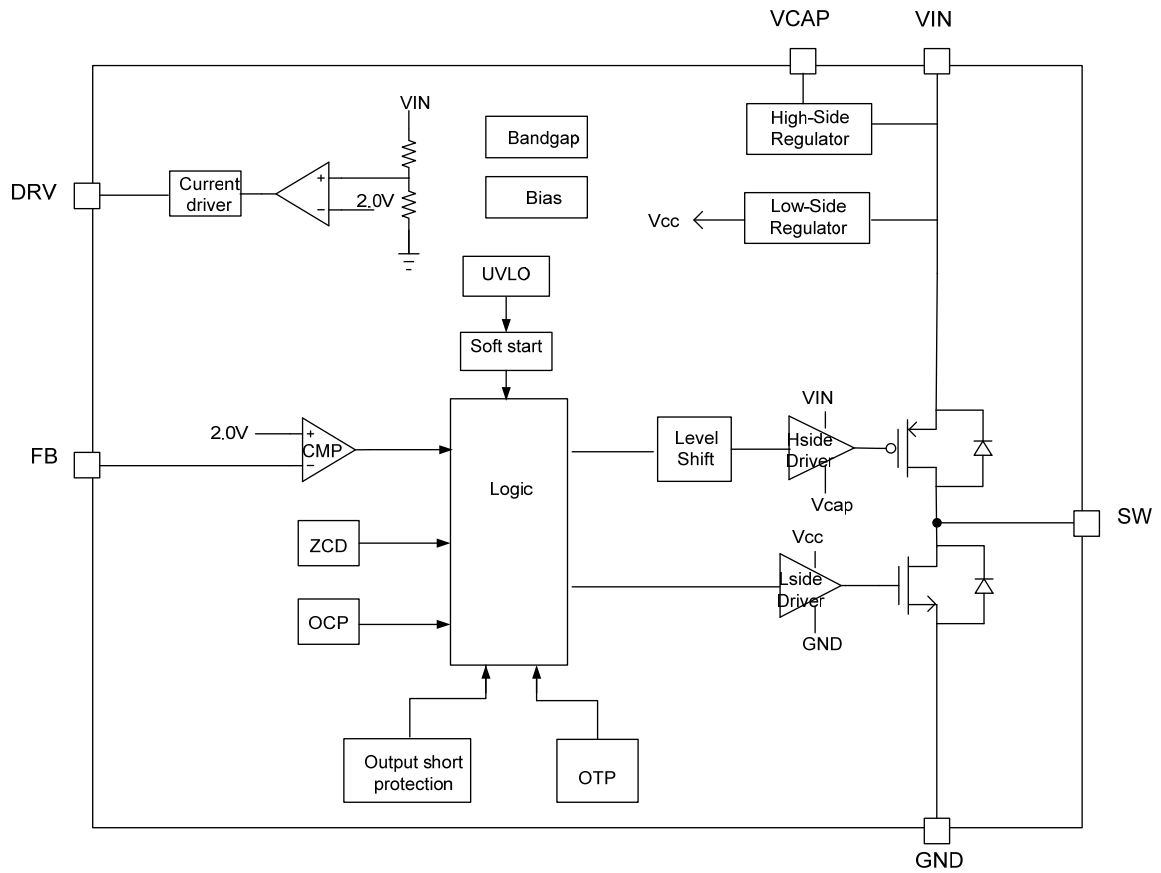 VCAP
VIN
High-Side
Regulator
VIN
Bandgap
DRV
Current
driver
+
−
2.0V
Bias
Vcc
Low-Side
Regulator
UVLO
Soft start
FB
2.0V
+
−
CMP
Logic
Level
Shift
VIN
Hside
Driver
Vcap
SW
ZCD
Vcc
Lside
Driver
GND
OCP
Output short
protection
OTP
GND